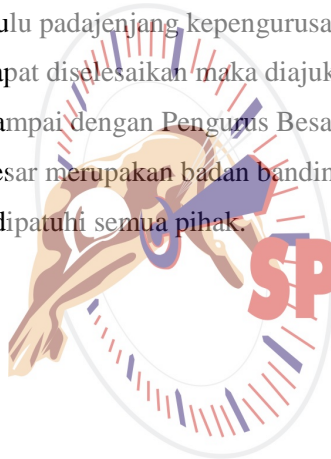 ulu padajenjang kepengurusa
apat diselesaikan maka diajuk
ampai dengan Pengurus Besa
esar merupakan badan bandin
dipatuhi semua pihak.
SP